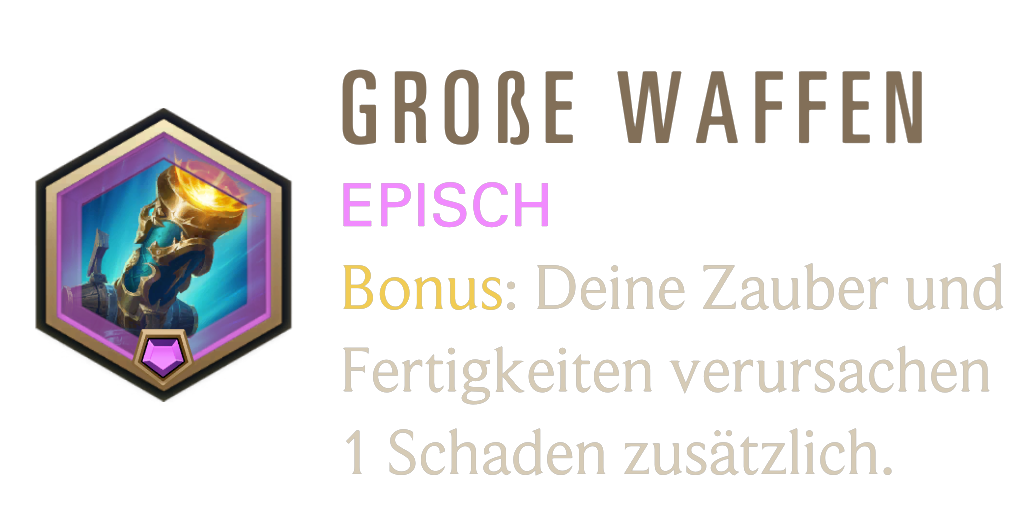 GROßE WAFFEN
EPISCH
Bonus: Deine Zauber und
Fertigkeiten verursachen
1 Schaden zusätzlich.